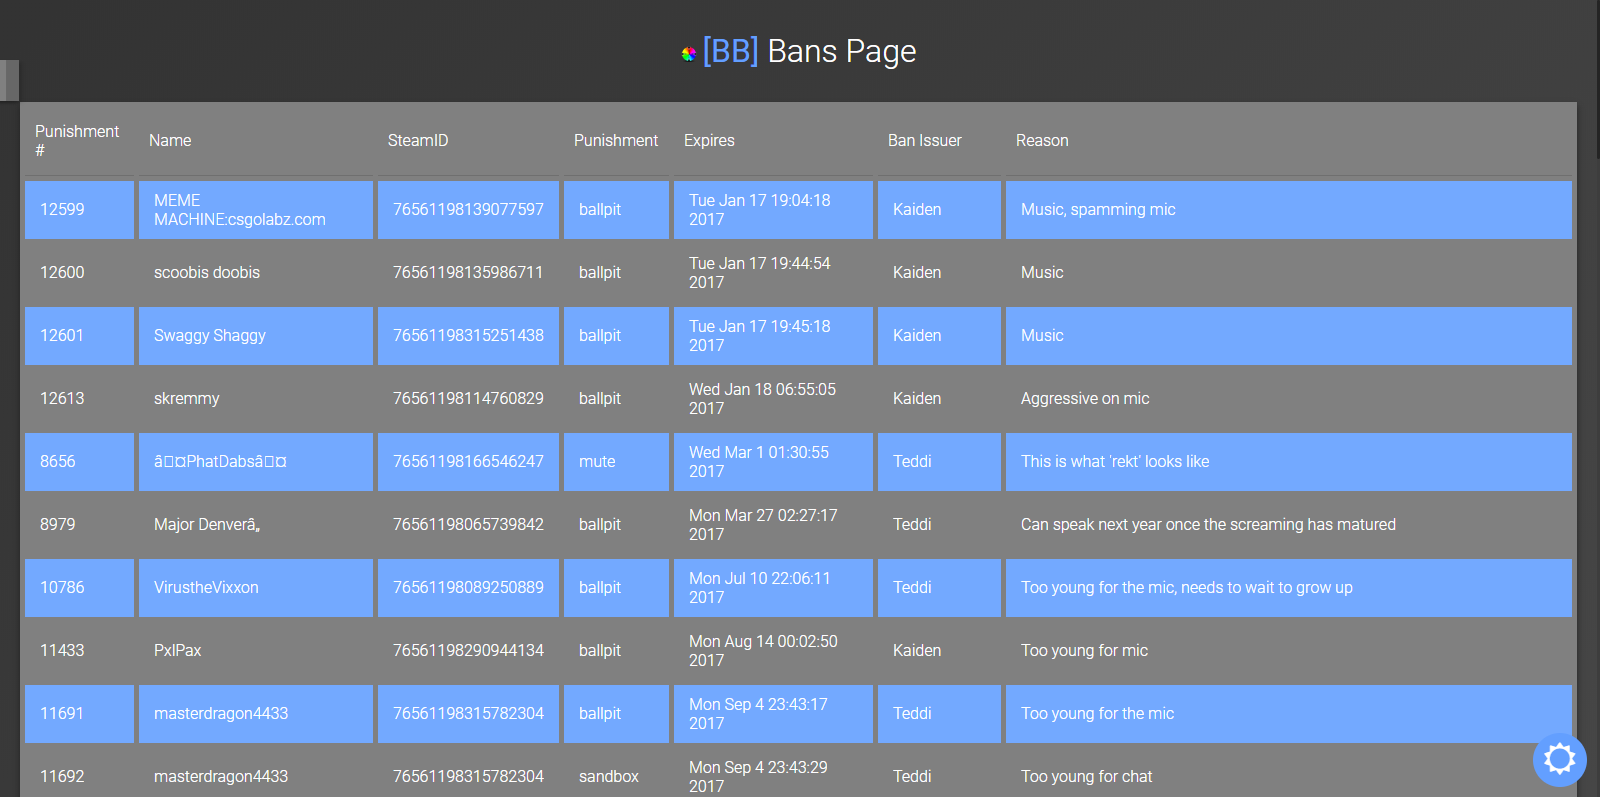 [BB] Bans Page
Punishment # Name SteamID Punishment Expires Ban Issuer Reason
12599 MEME MACHINE:csgolabz.com 76561198139077597 ballpit Tue Jan 17 19:04:18 2017 Kaiden Music, spamming mic
12600 scoobis doobis 76561198135986711 ballpit Tue Jan 17 19:44:54 2017 Kaiden Music
12601 Swaggy Shaggy 76561198315251438 ballpit Tue Jan 17 19:45:18 2017 Kaiden Music
12613 skremmy 76561198114760829 ballpit Wed Jan 18 06:55:05 2017 Kaiden Aggressive on mic
8656 â▯¤PhatDabsâ▯¤ 76561198166546247 mute Wed Mar 1 01:30:55 2017 Teddi This is what 'rekt' looks like
8979 Major Denverâ„ 76561198065739842 ballpit Mon Mar 27 02:27:17 2017 Teddi Can speak next year once the screaming has matured
10786 VirustheVixxon 76561198089250889 ballpit Mon Jul 10 22:06:11 2017 Teddi Too young for the mic, needs to wait to grow up
11433 PxlPax 76561198290944134 ballpit Mon Aug 14 00:02:50 2017 Kaiden Too young for mic
11691 masterdragon4433 76561198315782304 ballpit Mon Sep 4 23:43:17 2017 Teddi Too young for the mic
11692 masterdragon4433 76561198315782304 sandbox Mon Sep 4 23:43:29 2017 Teddi Too young for chat